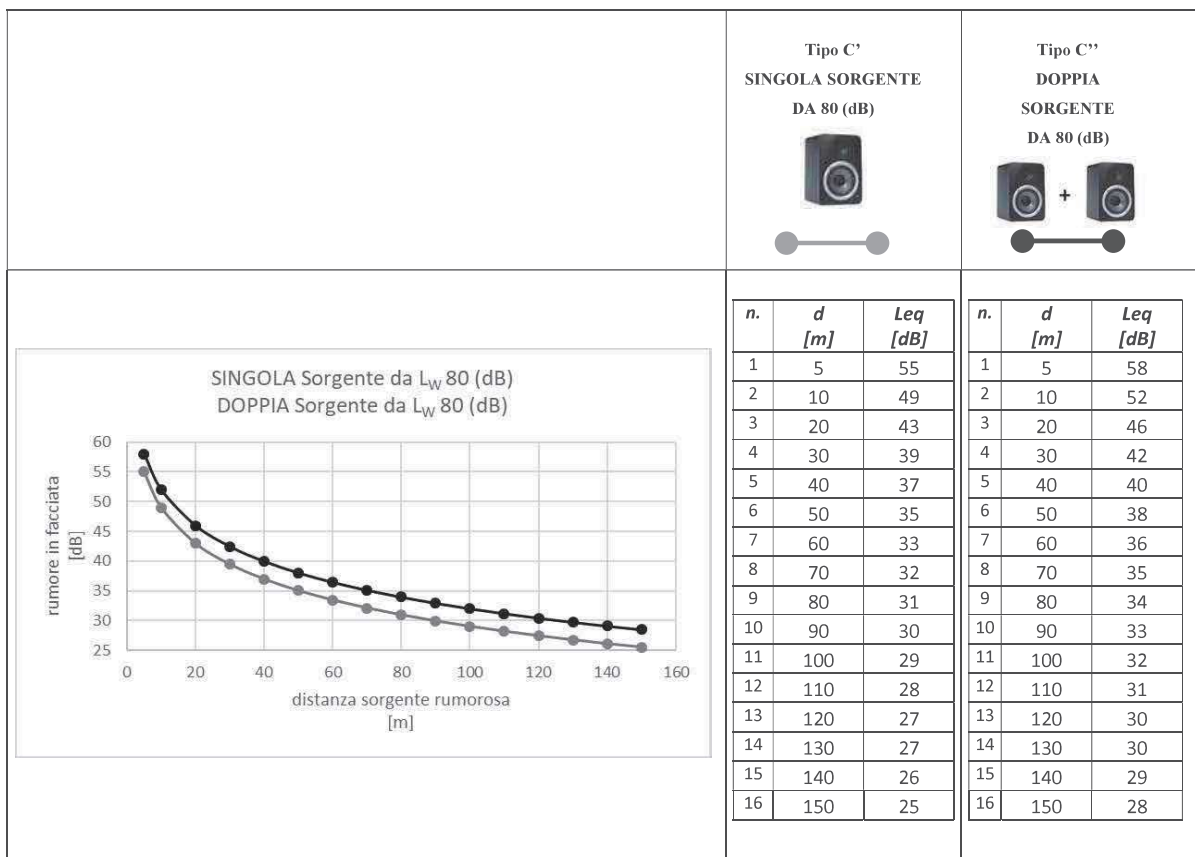 Tipo C’
SINGOLA SORGENTE
DA 80 (dB)
Tipo C’’
DOPPIA
SORGENTE
DA 80 (dB)
+
SINGOLA Sorgente da LW 80 (dB)
DOPPIA Sorgente da LW 80 (dB)
rumore in facciata
[dB]
60
55
50
45
40
35
30
25
0 20 40 60 80 100 120 140 160
distanza sorgente rumorosa
[m]
n. d Leq
[m] [dB]
1 5 55
2 10 49
3 20 43
4 30 39
5 40 37
6 50 35
7 60 33
8 70 32
9 80 31
10 90 30
11 100 29
12 110 28
13 120 27
14 130 27
15 140 26
16 150 25
n. d Leq
[m] [dB]
1 5 58
2 10 52
3 20 46
4 30 42
5 40 40
6 50 38
7 60 36
8 70 35
9 80 34
10 90 33
11 100 32
12 110 31
13 120 30
14 130 30
15 140 29
16 150 28